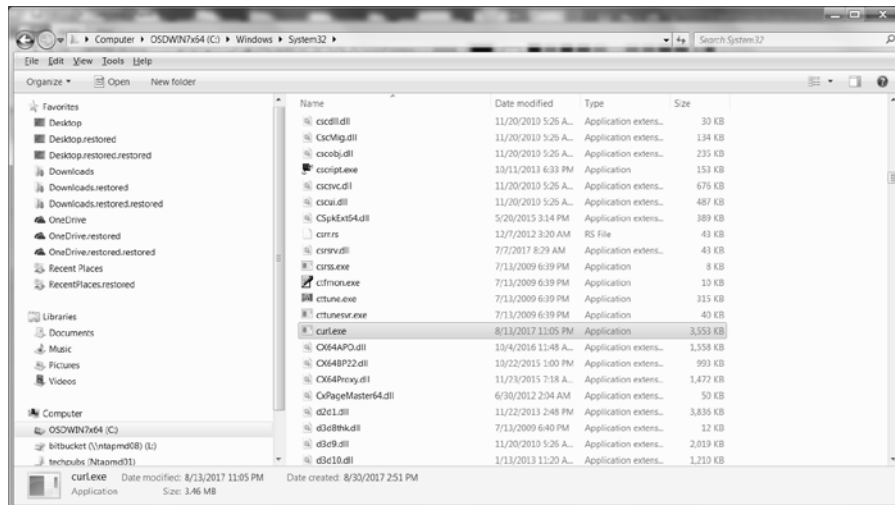 Computer ▸ OSDWIN7x64 (C:) ▸ Windows ▸ System32 ▸
Search System32
File Edit View Tools Help
Organize Open New folder
Favorites
Desktop
Desktop.restored
Desktop.restored.restored
Downloads
Downloads.restored
Downloads.restored.restored
OneDrive
OneDrive.restored
OneDrive.restored.restored
Recent Places
RecentPlaces.restored
Libraries
Documents
Music
Pictures
Videos
Computer
OSDWIN7x64 (C:)
bitbucket (\\ntapmd08) (L:)
techpubs (Ntapmd01)
Name Date modified Type Size
cscdll.dll 11/20/2010 5:26 A... Application extens... 30 KB
CscMig.dll 11/20/2010 5:26 A... Application extens... 134 KB
cscobj.dll 11/20/2010 5:26 A... Application extens... 235 KB
cscript.exe 10/11/2013 6:33 PM Application 153 KB
cscsvc.dll 11/20/2010 5:26 A... Application extens... 676 KB
cscui.dll 11/20/2010 5:26 A... Application extens... 487 KB
CSpkExt64.dll 5/20/2015 3:14 PM Application extens... 389 KB
csrr.rs 12/7/2012 3:20 AM RS File 43 KB
csrsrv.dll 7/7/2017 8:29 AM Application extens... 43 KB
csrss.exe 7/13/2009 6:39 PM Application 8 KB
ctfmon.exe 7/13/2009 6:39 PM Application 10 KB
cttune.exe 7/13/2009 6:39 PM Application 315 KB
cttunesvr.exe 7/13/2009 6:39 PM Application 40 KB
curl.exe 8/13/2017 11:05 PM Application 3,553 KB
CX64APO.dll 10/4/2016 11:48 A... Application extens... 1,558 KB
CX64BP22.dll 10/22/2015 1:00 PM Application extens... 993 KB
CX64Proxy.dll 11/23/2015 7:18 A... Application extens... 1,472 KB
CxPageMaster64.dll 6/30/2012 2:04 AM Application extens... 50 KB
d2d1.dll 11/22/2013 2:48 PM Application extens... 3,836 KB
d3d8thk.dll 7/13/2009 6:40 PM Application extens... 12 KB
d3d9.dll 11/20/2010 5:26 A... Application extens... 2,019 KB
d3d10.dll 1/13/2013 11:20 A... Application extens... 1,210 KB
curl.exe Date modified: 8/13/2017 11:05 PM Date created: 8/30/2017 2:51 PM
Application Size: 3.46 MB